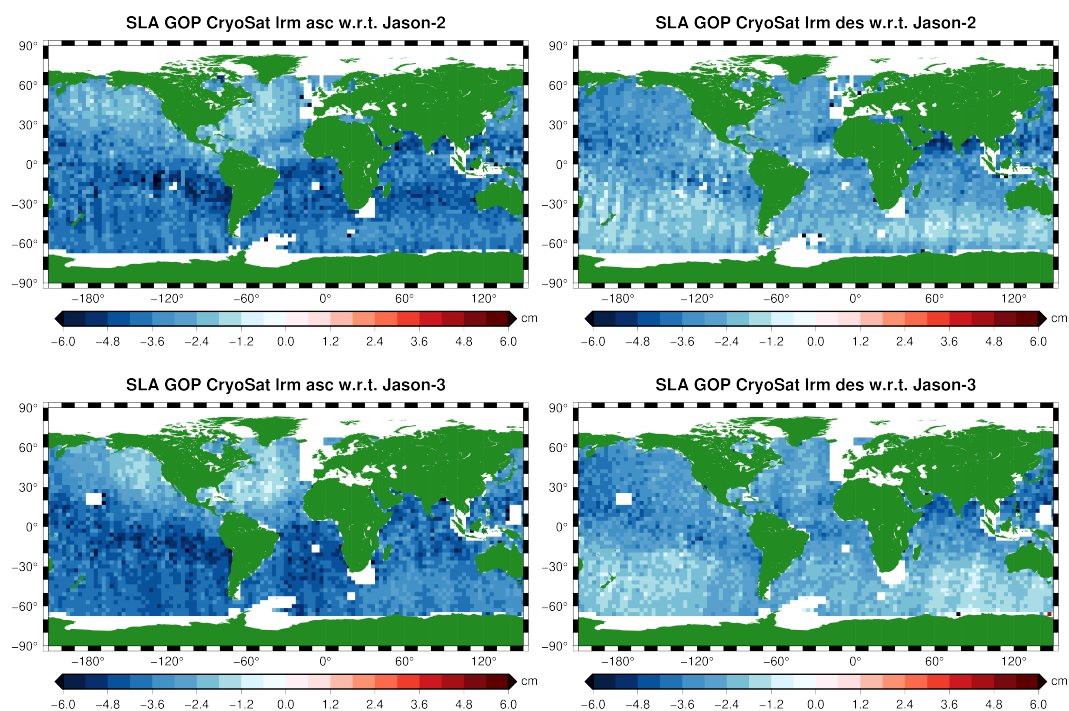 SLA GOP CryoSat lrm asc w.r.t. Jason-2
90°
60°
30°
0°
−30°
−60°
−90°
−180° −120° −60° 0° 60° 120°
cm
−6.0 −4.8 −3.6 −2.4 −1.2 0.0 1.2 2.4 3.6 4.8 6.0
SLA GOP CryoSat lrm des w.r.t. Jason-2
90°
60°
30°
0°
−30°
−60°
−90°
−180° −120° −60° 0° 60° 120°
cm
−6.0 −4.8 −3.6 −2.4 −1.2 0.0 1.2 2.4 3.6 4.8 6.0
SLA GOP CryoSat lrm asc w.r.t. Jason-3
90°
60°
30°
0°
−30°
−60°
−90°
−180° −120° −60° 0° 60° 120°
cm
−6.0 −4.8 −3.6 −2.4 −1.2 0.0 1.2 2.4 3.6 4.8 6.0
SLA GOP CryoSat lrm des w.r.t. Jason-3
90°
60°
30°
0°
−30°
−60°
−90°
−180° −120° −60° 0° 60° 120°
cm
−6.0 −4.8 −3.6 −2.4 −1.2 0.0 1.2 2.4 3.6 4.8 6.0